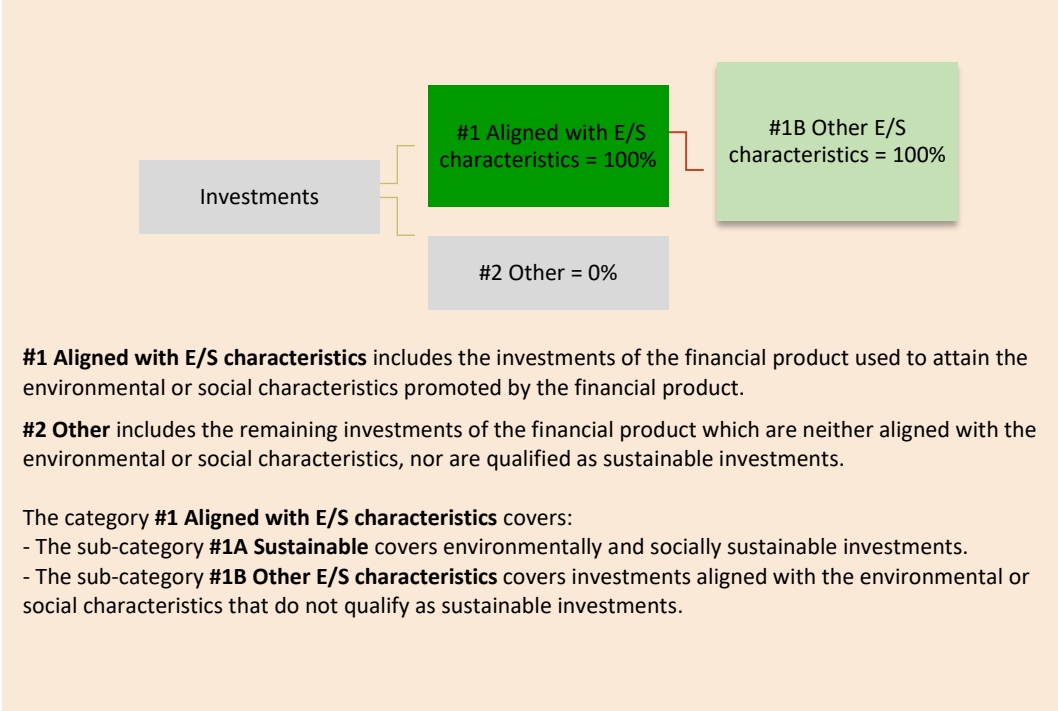 #1 Aligned with E/S
characteristics = 100%
#1B Other E/S
characteristics = 100%
Investments
#2 Other = 0%
#1 Aligned with E/S characteristics includes the investments of the financial product used to attain the
environmental or social characteristics promoted by the financial product.
#2 Other includes the remaining investments of the financial product which are neither aligned with the
environmental or social characteristics, nor are qualified as sustainable investments.
The category #1 Aligned with E/S characteristics covers:
- The sub-category #1A Sustainable covers environmentally and socially sustainable investments.
- The sub-category #1B Other E/S characteristics covers investments aligned with the environmental or
social characteristics that do not qualify as sustainable investments.